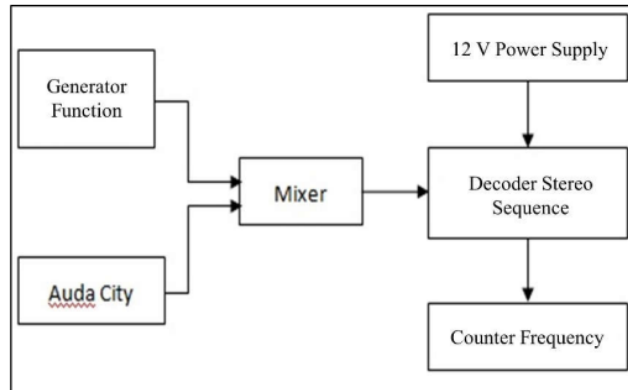 Generator
Function
Auda City
Mixer
12 V Power Supply
Decoder Stereo
Sequence
Counter Frequency